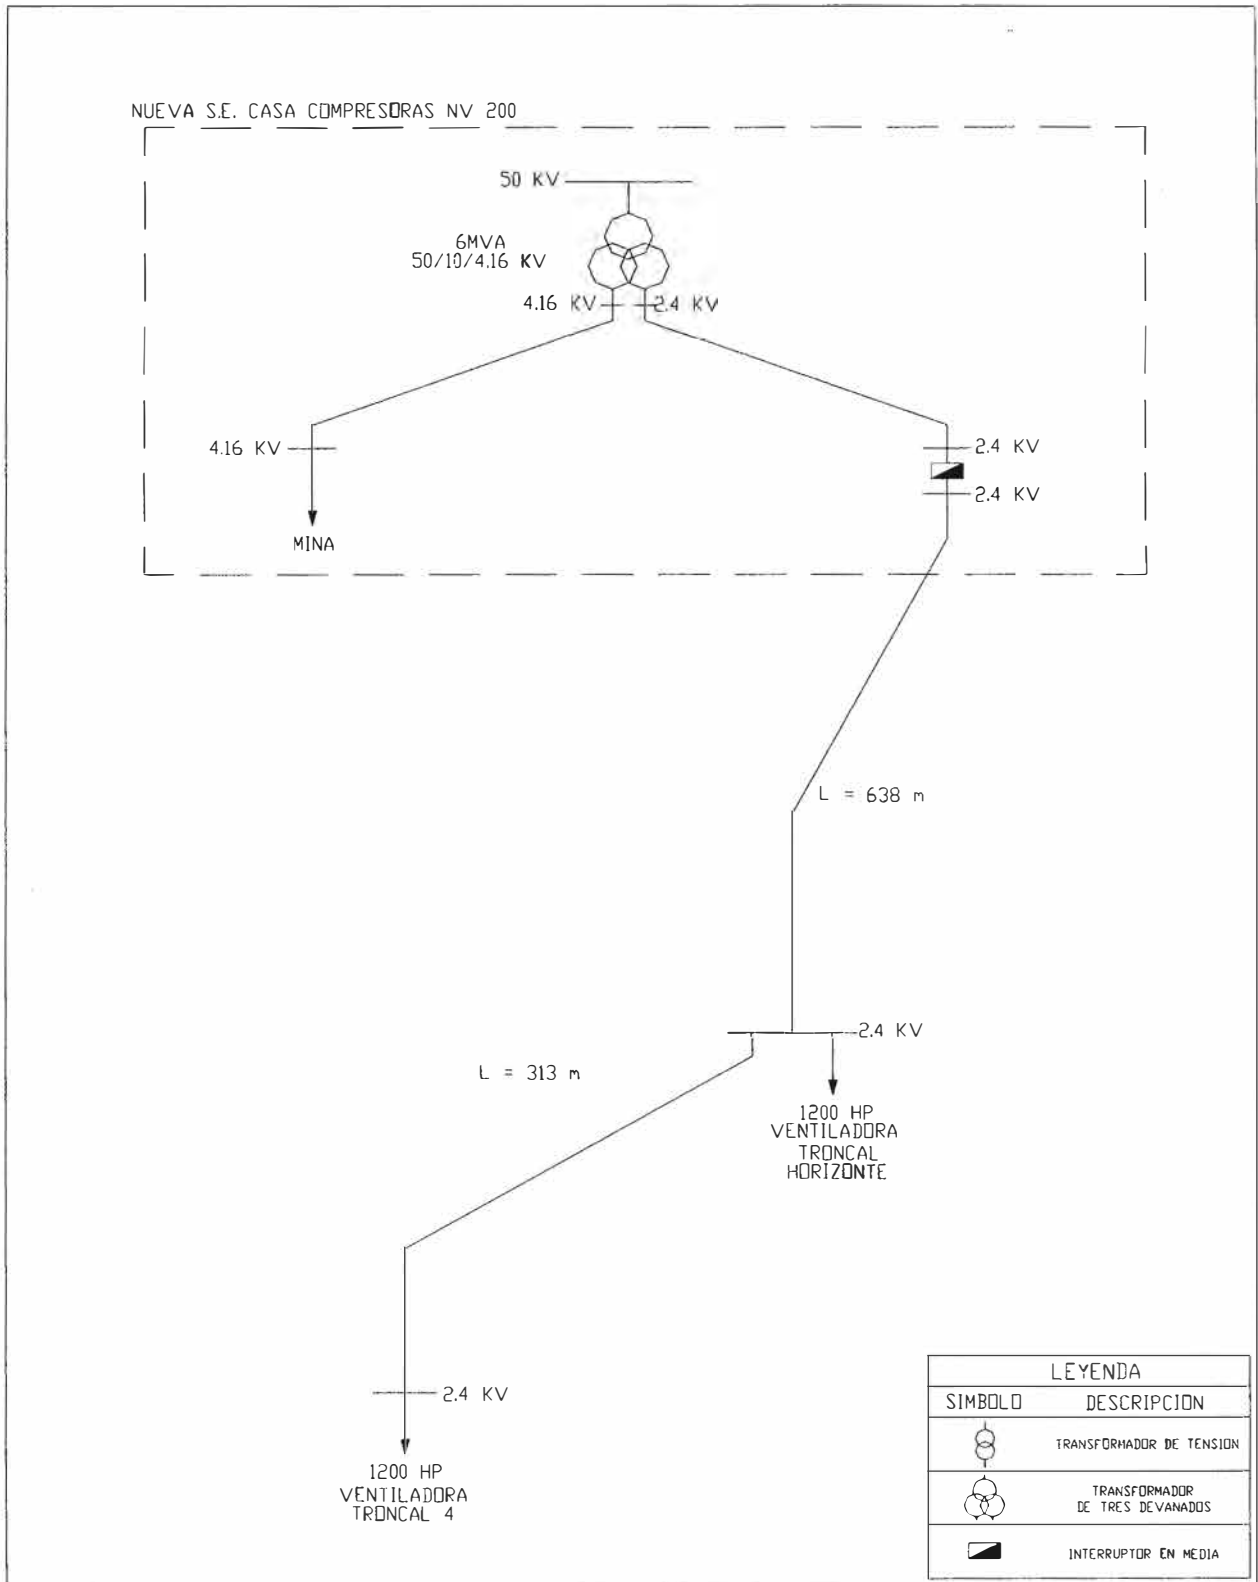 NUEVA S.E. CASA COMPRESORAS NV 200
50 KV
6MVA
50/10/4.16 KV
4.16 KV
2.4 KV
4.16 KV
2.4 KV
2.4 KV
MINA
L = 638 m
2.4 KV
L = 313 m
1200 HP
VENTILADORA
TRONCAL
HORIZONTE
2.4 KV
1200 HP
VENTILADORA
TRONCAL 4
LEYENDA
SIMBOLO DESCRIPCION
TRANSFORMADOR DE TENSION
TRANSFORMADOR
DE TRES DEVANADOS
INTERRUPTOR EN MEDIA